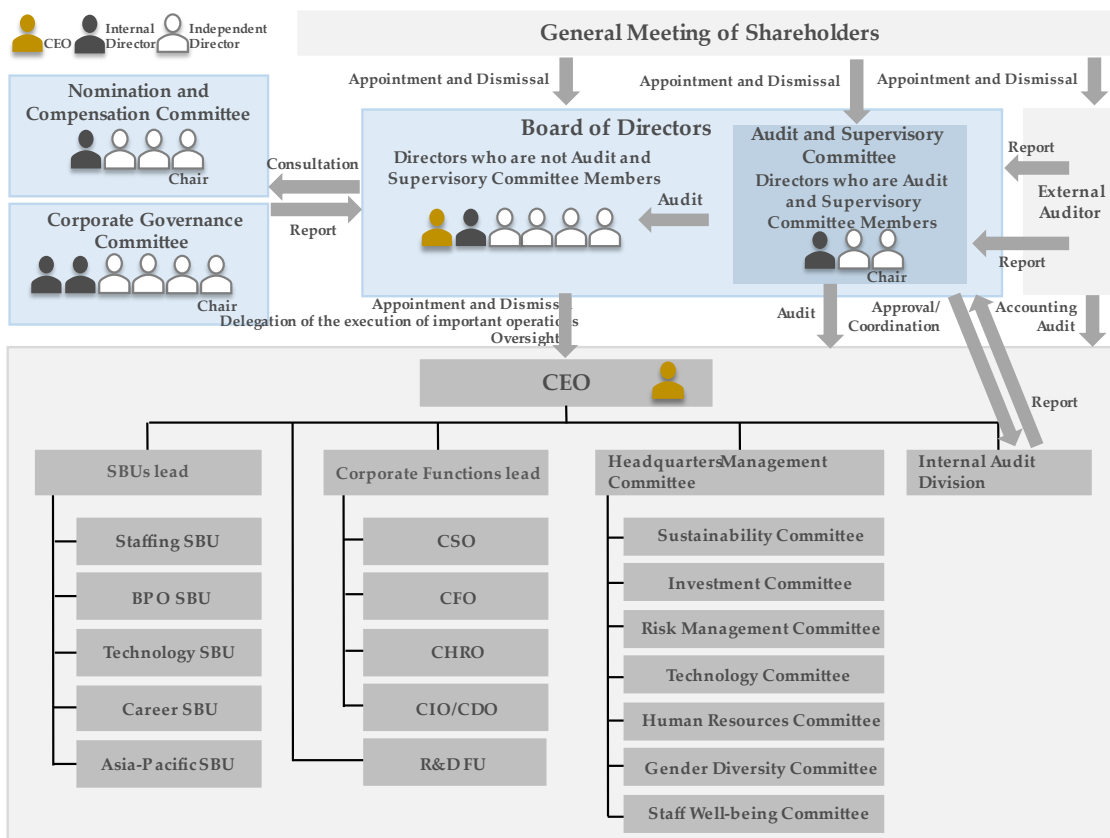 CEO
Internal
Director
Independent
Director
General Meeting of Shareholders
Appointment and Dismissal
Appointment and Dismissal
Appointment and Dismissal
Nomination and
Compensation Committee
Chair
Corporate Governance
Committee
Chair
Consultation
Report
Board of Directors
Directors who are not Audit and
Supervisory Committee Members
Audit
Audit and Supervisory
Committee
Directors who are Audit
and Supervisory
Committee Members
Chair
Report
External
Auditor
Report
Appointment and Dismissal
Delegation of the execution of important operations
Oversight
Audit
Approval/
Coordination
Accounting
Audit
Report
CEO
SBUs lead
Staffing SBU
BPO SBU
Technology SBU
Career SBU
Asia-Pacific SBU
Corporate Functions lead
CSO
CFO
CHRO
CIO/CDO
R&D FU
Headquarters Management
Committee
Sustainability Committee
Investment Committee
Risk Management Committee
Technology Committee
Human Resources Committee
Gender Diversity Committee
Staff Well-being Committee
Internal Audit
Division